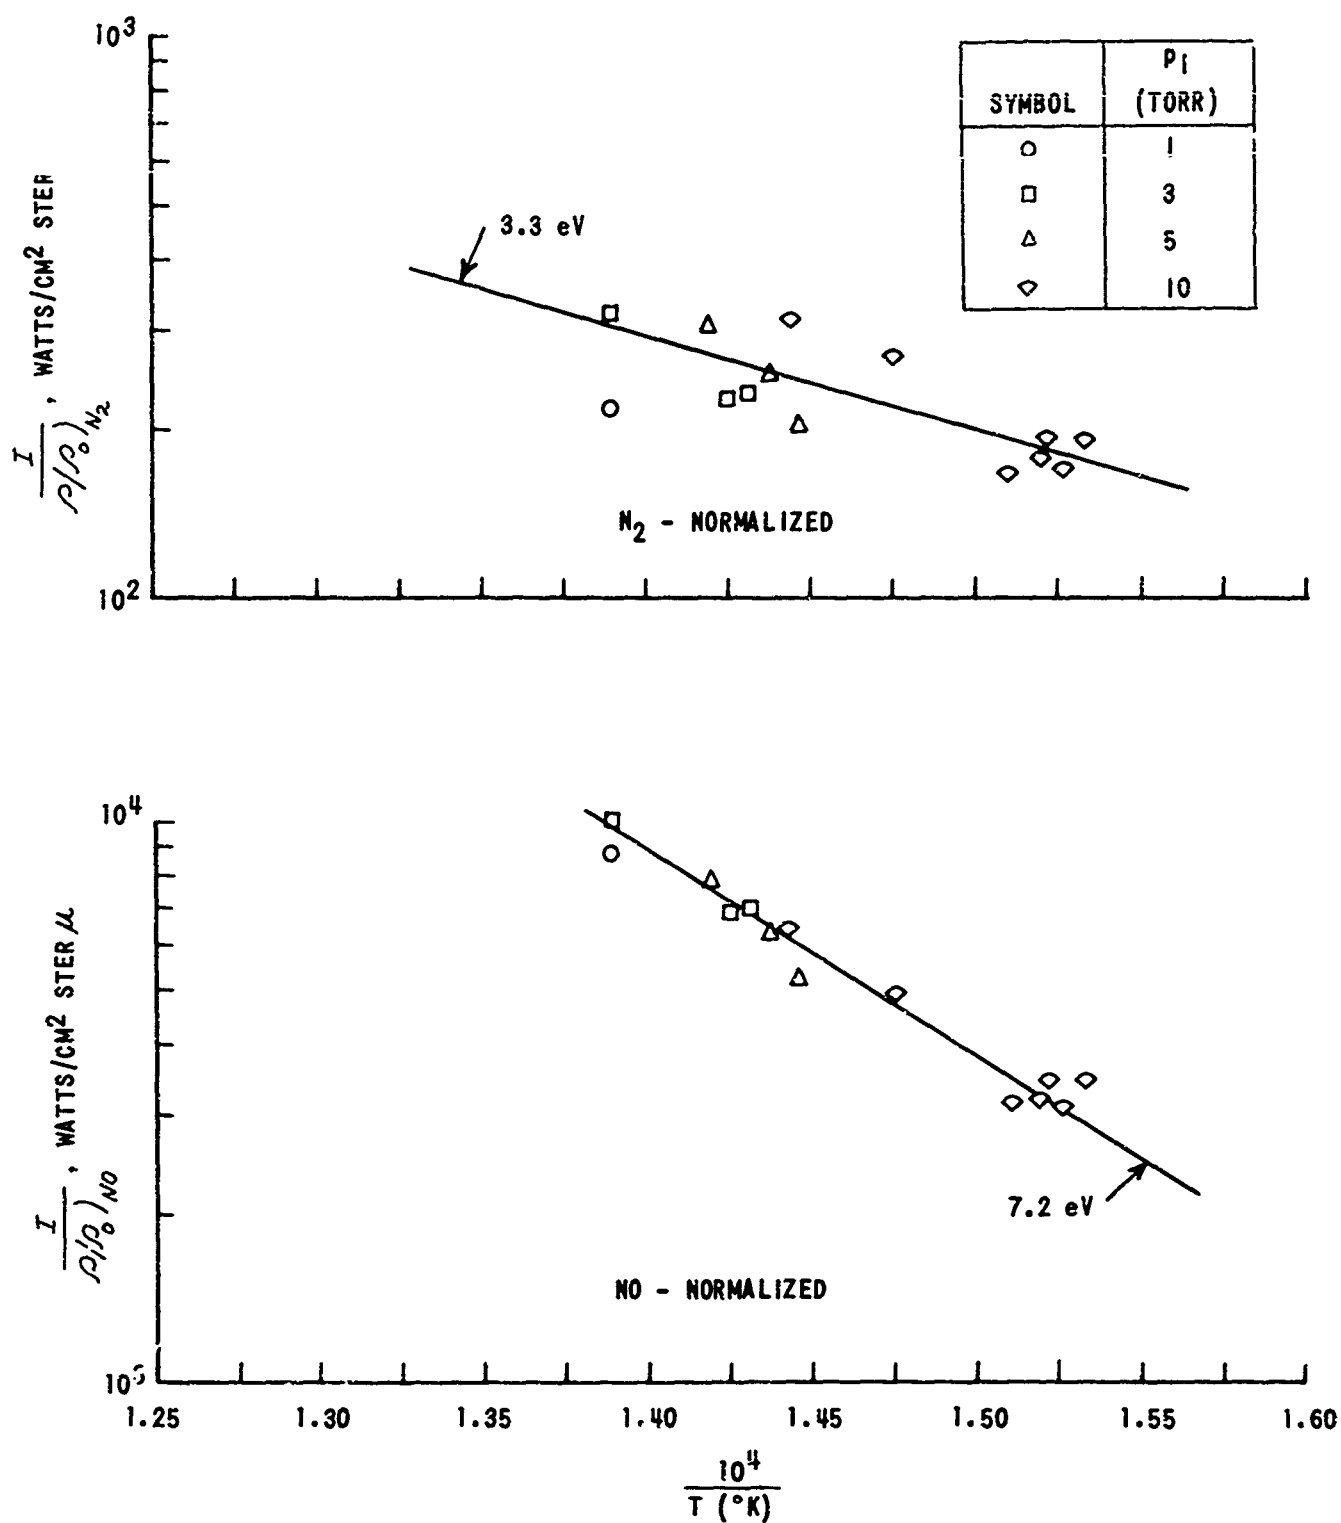 10³
SYMBOL
P₁
(TORR)
1
3
5
10
3.3 eV
I
ρ/ρ₀)N₂ , WATTS/CM² STER
N₂ - NORMALIZED
10²
10⁴
I
ρ/ρ₀)NO , WATTS/CM² STER μ
7.2 eV
NO - NORMALIZED
1.25 1.30 1.35 1.40 1.45 1.50 1.55 1.60
10⁴
T (°K)